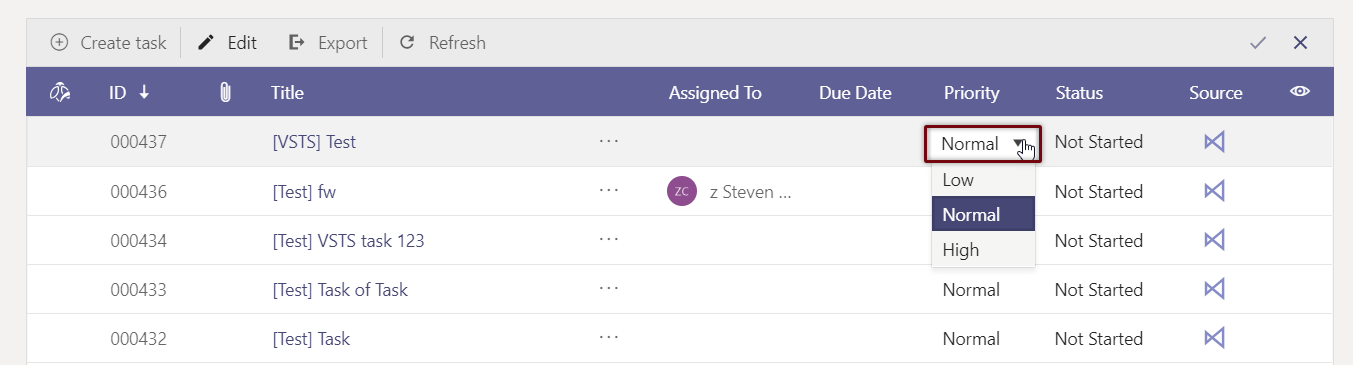 Create task Edit Export Refresh
ID Title Assigned To Due Date Priority Status Source
000437 [VSTS] Test ... Normal Not Started
Low
000436 [Test] fw ... ZC z Steven ... Not Started
Normal
000434 [Test] VSTS task 123 ... Not Started
High
000433 [Test] Task of Task ... Normal Not Started
000432 [Test] Task ... Normal Not Started